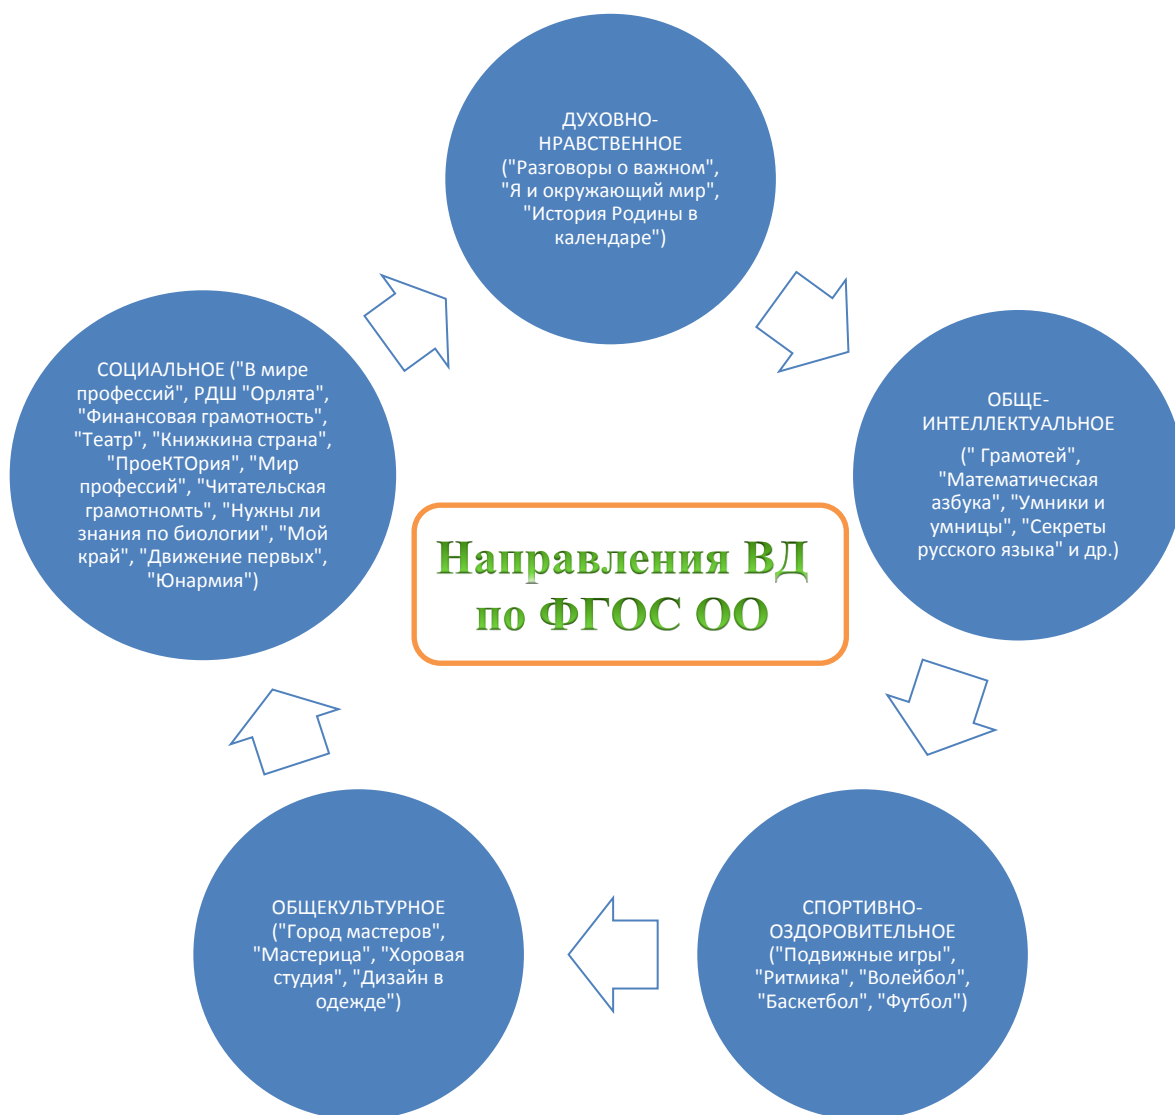 ДУХОВНО-
НРАВСТВЕННОЕ
("Разговоры о важном",
"Я и окружающий мир",
"История Родины в
календаре")
ОБЩЕ-
ИНТЕЛЛЕКТУАЛЬНОЕ
(" Грамотей",
"Математическая
азбука", "Умники и
умницы", "Секреты
русского языка" и др.)
СПОРТИВНО-
ОЗДОРОВИТЕЛЬНОЕ
("Подвижные игры",
"Ритмика", "Волейбол",
"Баскетбол", "Футбол")
ОБЩЕКУЛЬТУРНОЕ
("Город мастеров",
"Мастерица", "Хоровая
студия", "Дизайн в
одежде")
СОЦИАЛЬНОЕ ("В мире
профессий", РДШ "Орлята",
"Финансовая грамотность",
"Театр", "Книжкина страна",
"ПроеКТОрия", "Мир
профессий", "Читательская
грамотномть", "Нужны ли
знания по биологии", "Мой
край", "Движение первых",
"Юнармия")
Направления ВД
по ФГОС ОО